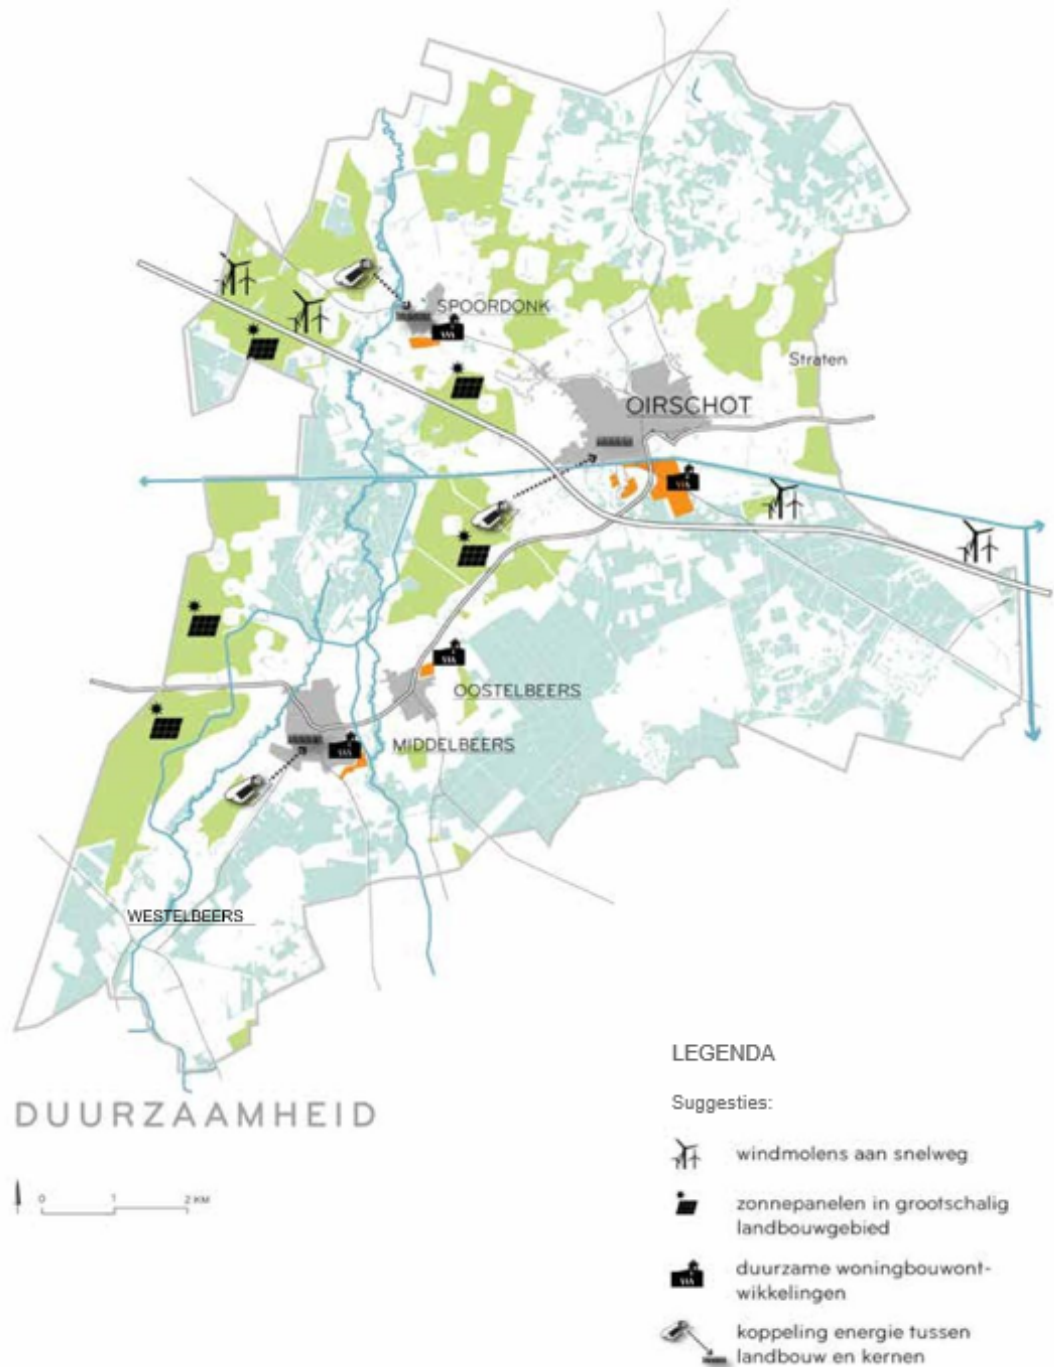 SPOORDONK
Straten
OIRSCHOT
OOSTELBEERS
MIDDELBEERS
WESTELBEERS
LEGENDA
Suggesties:
DUURZAAMHEID
windmolens aan snelweg
0 1 2 KM
zonnepanelen in grootschalig
landbouwgebied
duurzame woningbouwont-
wikkelingen
koppeling energie tussen
landbouw en kernen